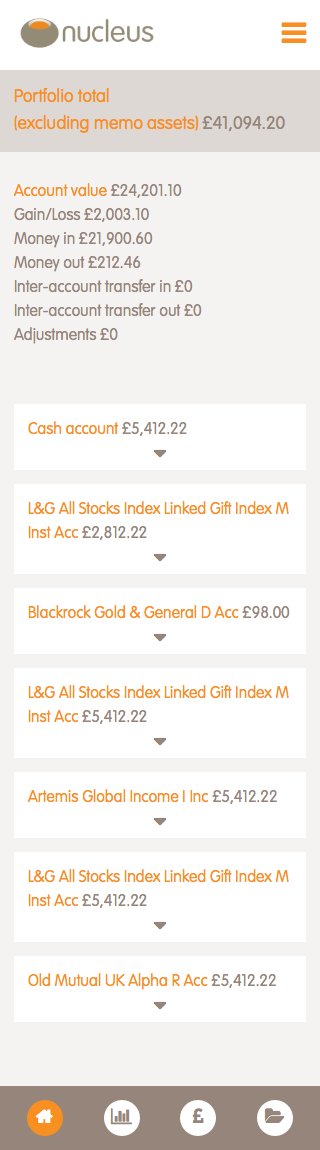 nucleus
Portfolio total
(excluding memo assets) £41,094.20
Account value £24,201.10
Gain/Loss £2,003.10
Money in £21,900.60
Money out £212.46
Inter-account transfer in £0
Inter-account transfer out £0
Adjustments £0
Cash account £5,412.22
L&G All Stocks Index Linked Gift Index M
Inst Acc £2,812.22
Blackrock Gold & General D Acc £98.00
L&G All Stocks Index Linked Gift Index M
Inst Acc £5,412.22
Artemis Global Income I Inc £5,412.22
L&G All Stocks Index Linked Gift Index M
Inst Acc £5,412.22
Old Mutual UK Alpha R Acc £5,412.22
£